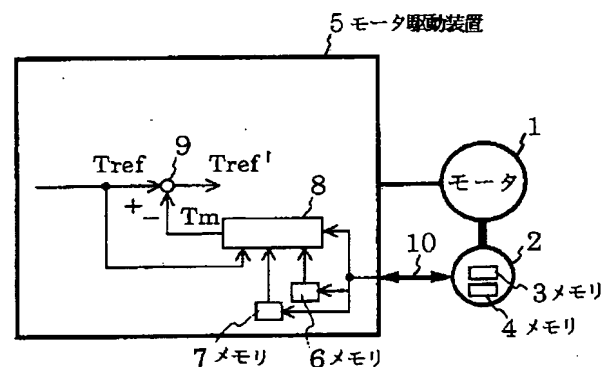 5 モータ駆動装置
1
モータ
Tref
9
Tref'
+
−
Tm
8
10
2
3 メモリ
4 メモリ
7 メモリ
6 メモリ